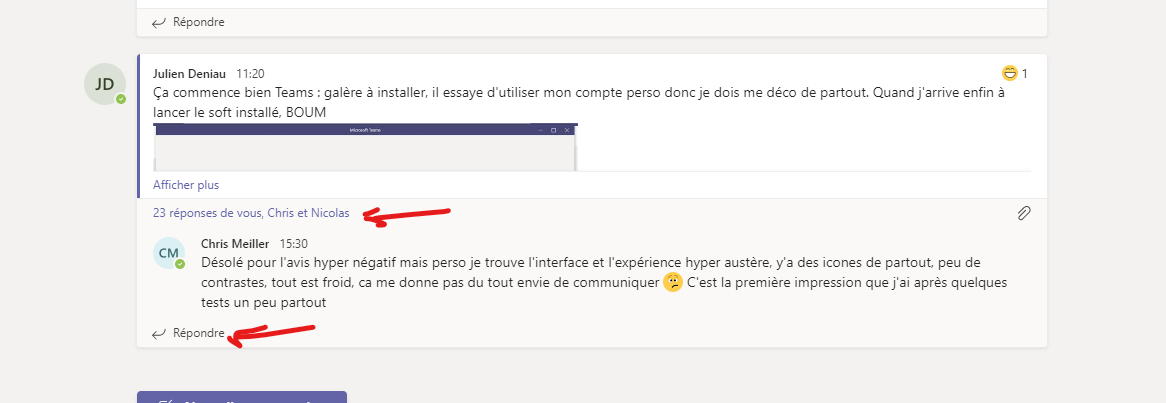 Répondre
JD
Julien Deniau 11:20
1
Ça commence bien Teams : galère à installer, il essaye d'utiliser mon compte perso donc je dois me déco de partout. Quand j'arrive enfin à
lancer le soft installé, BOUM
Microsoft Teams
Afficher plus
23 réponses de vous, Chris et Nicolas
CM
Chris Meiller 15:30
Désolé pour l'avis hyper négatif mais perso je trouve l'interface et l'expérience hyper austère, y'a des icones de partout, peu de
contrastes, tout est froid, ca me donne pas du tout envie de communiquer C'est la première impression que j'ai après quelques
tests un peu partout
Répondre